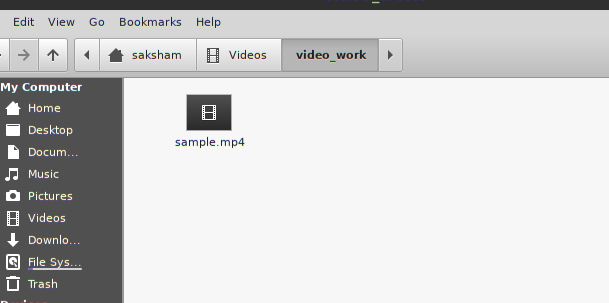 Edit View Go Bookmarks Help
saksham Videos video_work
My Computer
Home
Desktop
Docum...
Music
Pictures
Videos
Downlo...
File Sys...
Trash
sample.mp4